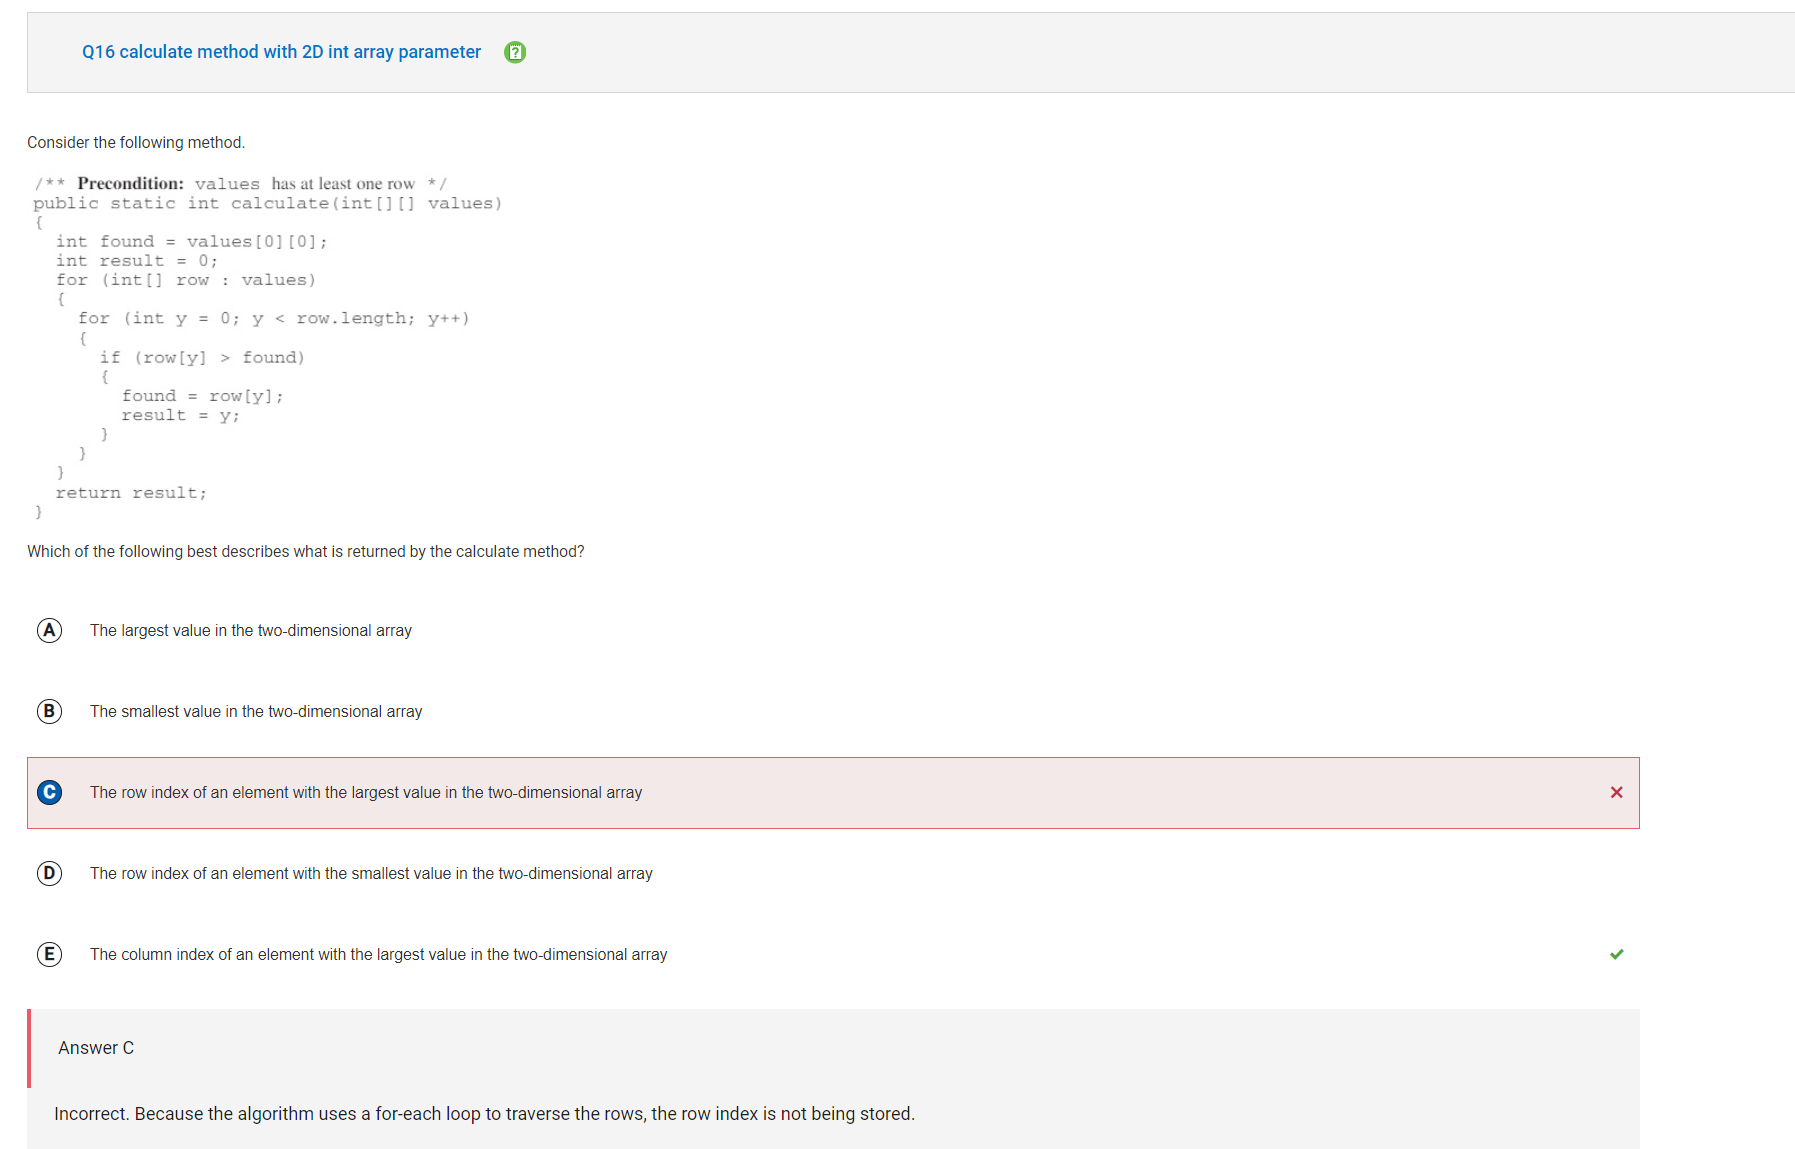 Q16 calculate method with 2D int array parameter
Consider the following method.
/** Precondition: values has at least one row */
public static int calculate(int[][] values)
{
int found = values[0][0];
int result = 0;
for (int[] row : values)
{
for (int y = 0; y < row.length; y++)
{
if (row[y] > found)
{
found = row[y];
result = y;
}
}
}
return result;
}
Which of the following best describes what is returned by the calculate method?
A The largest value in the two-dimensional array
B The smallest value in the two-dimensional array
C The row index of an element with the largest value in the two-dimensional array
D The row index of an element with the smallest value in the two-dimensional array
E The column index of an element with the largest value in the two-dimensional array
Answer C
Incorrect. Because the algorithm uses a for-each loop to traverse the rows, the row index is not being stored.